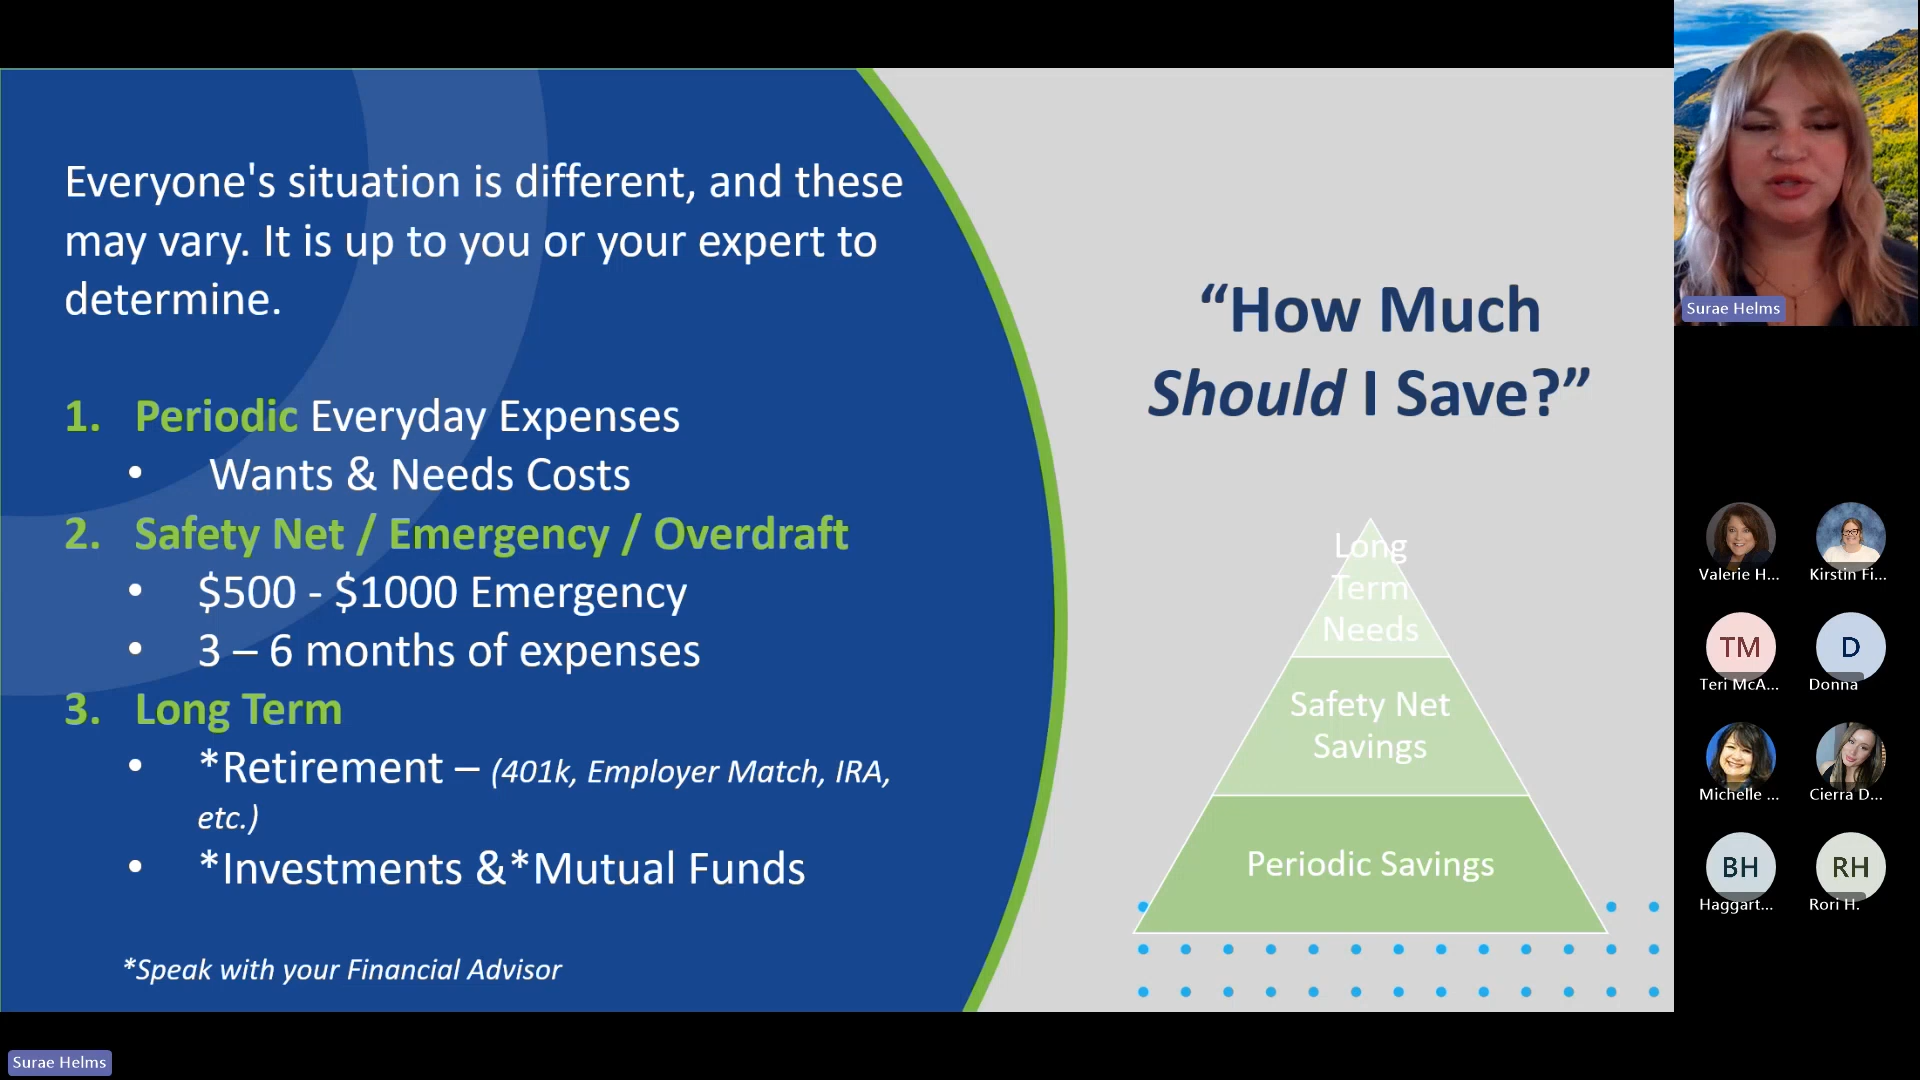 Everyone's situation is different, and these
may vary. It is up to you or your expert to
determine.
1. Periodic Everyday Expenses
• Wants & Needs Costs
2. Safety Net / Emergency / Overdraft
• $500 - $1000 Emergency
• 3 – 6 months of expenses
3. Long Term
• *Retirement – (401k, Employer Match, IRA,
etc.)
• *Investments &*Mutual Funds
*Speak with your Financial Advisor
“How Much
Should I Save?”
Long
Term
Needs
Safety Net
Savings
Periodic Savings
Surae Helms
Valerie H...
Kirstin Fi...
TM
Teri McA...
D
Donna
Michelle ...
Cierra D...
BH
Haggart...
RH
Rori H.
Surae Helms